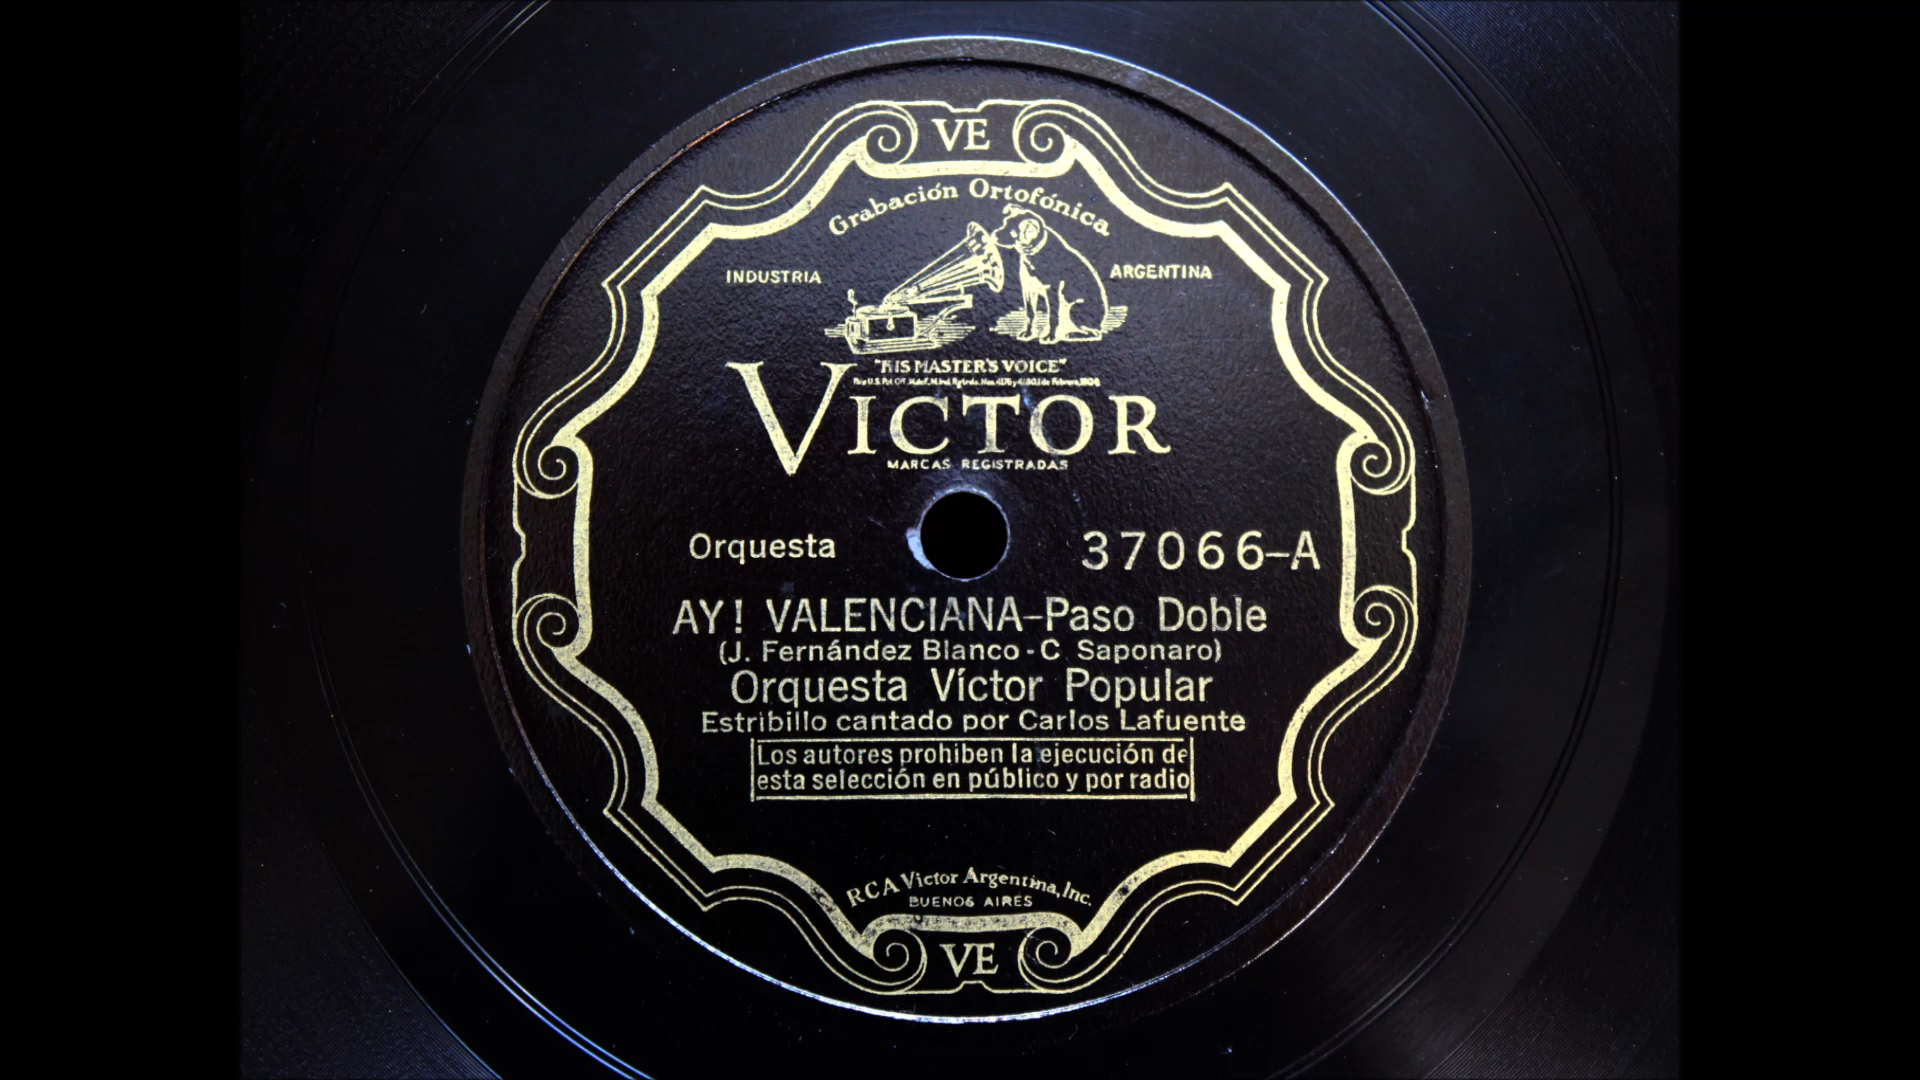 VE
Grabación Ortofónica
INDUSTRIA ARGENTINA
"HIS MASTER'S VOICE"
VICTOR
MARCAS REGISTRADAS
Orquesta 37066-A
AY! VALENCIANA-Paso Doble
(J. Fernández Blanco - C Saponaro)
Orquesta Víctor Popular
Estribillo cantado por Carlos Lafuente
Los autores prohiben la ejecución de
esta selección en público y por radio
RCA Victor Argentina, Inc.
BUENOS AIRES
VE